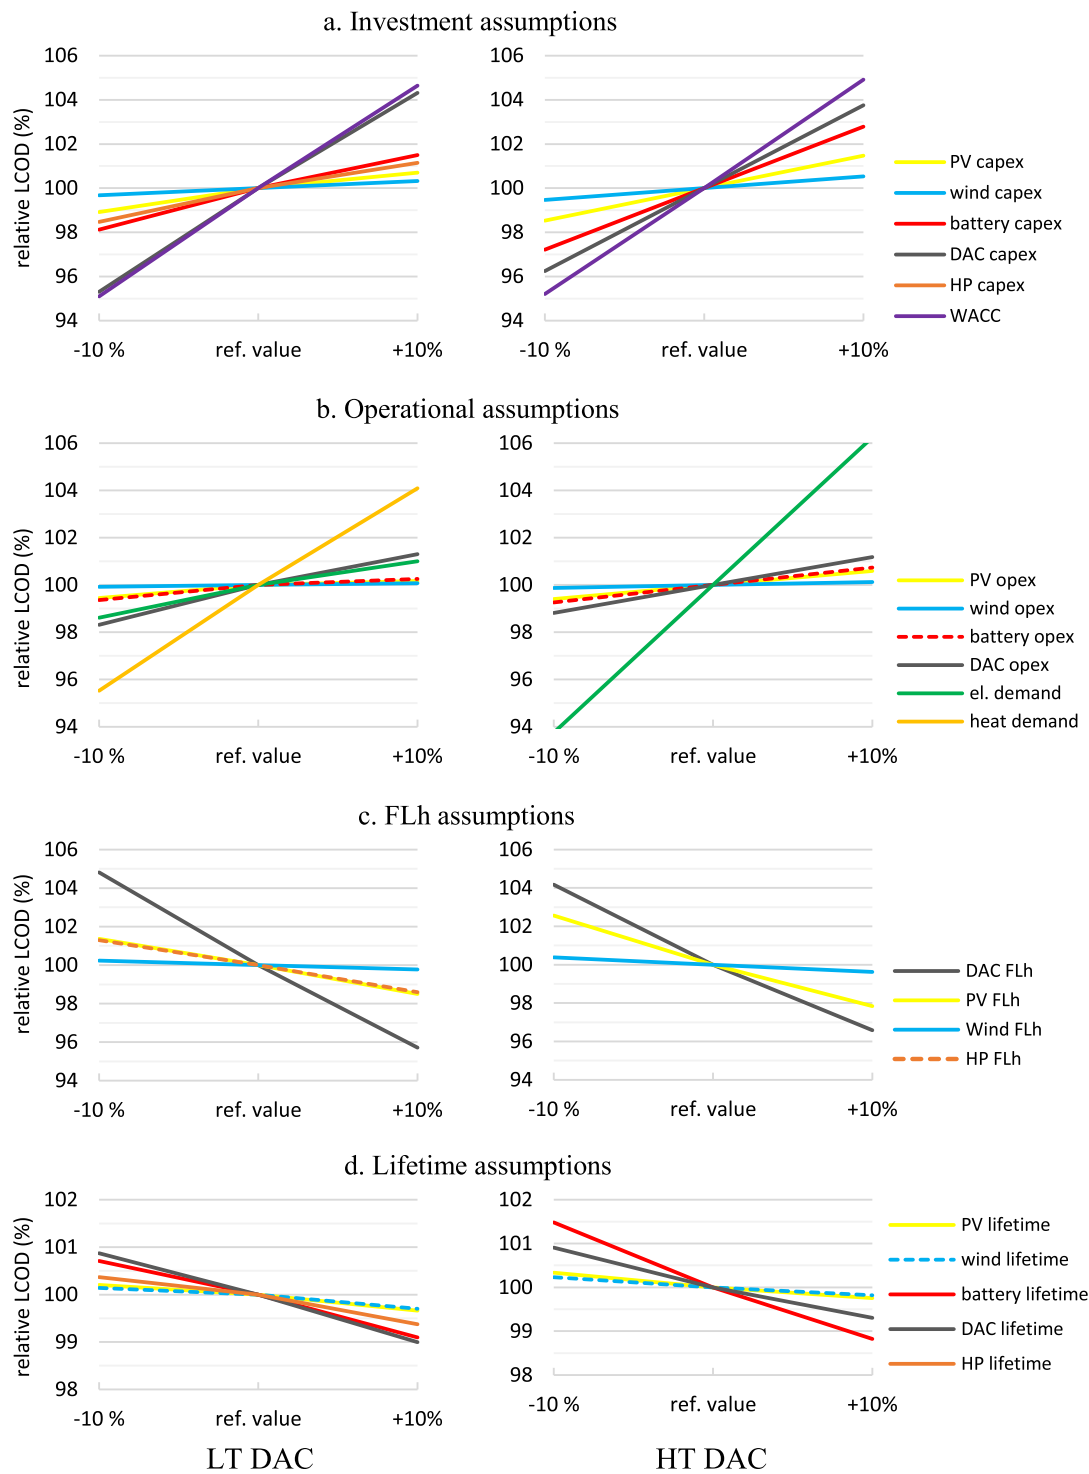 a. Investment assumptions
relative LCOD (%)
106
104
102
100
98
96
94
-10 %
ref. value
+10%
106
104
102
100
98
96
94
-10 %
ref. value
+10%
PV capex
wind capex
battery capex
DAC capex
HP capex
WACC
b. Operational assumptions
relative LCOD (%)
106
104
102
100
98
96
94
-10 %
ref. value
+10%
106
104
102
100
98
96
94
-10 %
ref. value
+10%
PV opex
wind opex
battery opex
DAC opex
el. demand
heat demand
c. FLh assumptions
relative LCOD (%)
106
104
102
100
98
96
94
-10 %
ref. value
+10%
106
104
102
100
98
96
94
-10 %
ref. value
+10%
DAC FLh
PV FLh
Wind FLh
HP FLh
d. Lifetime assumptions
relative LCOD (%)
102
101
100
99
98
-10 %
ref. value
+10%
102
101
100
99
98
-10 %
ref. value
+10%
PV lifetime
wind lifetime
battery lifetime
DAC lifetime
HP lifetime
LT DAC
HT DAC